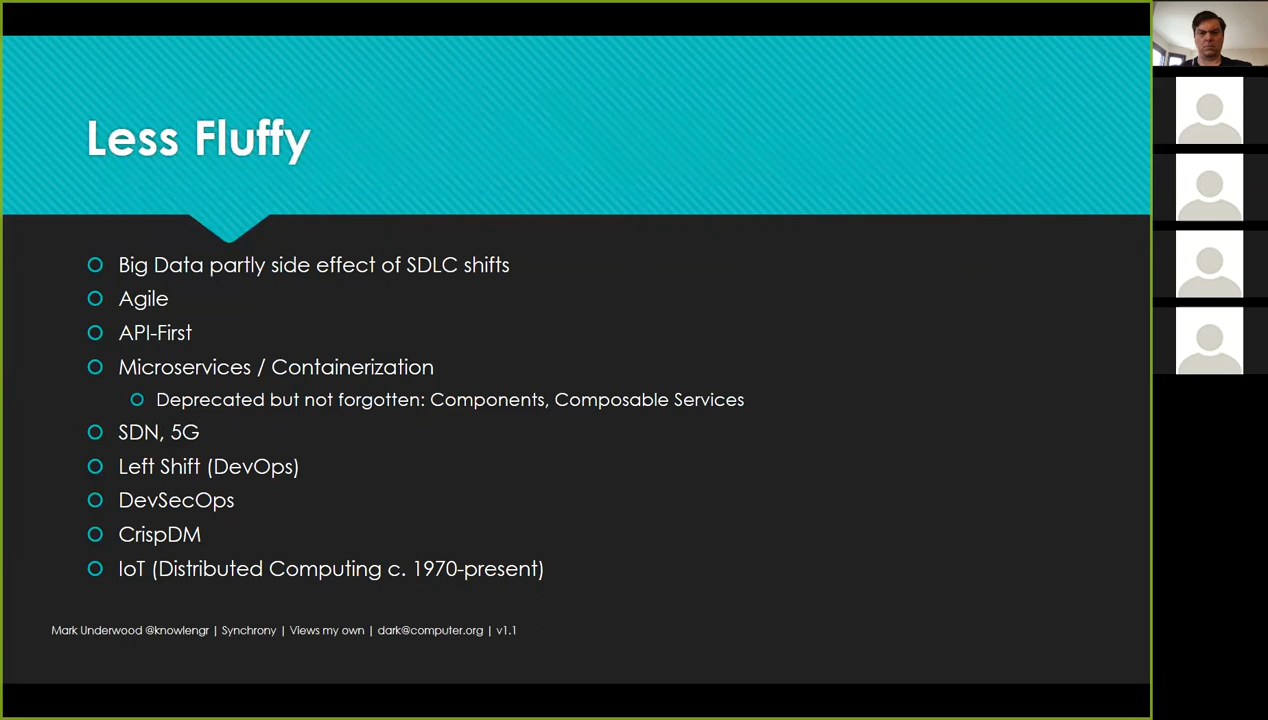 Less Fluffy
Big Data partly side effect of SDLC shifts
Agile
API-First
Microservices / Containerization
Deprecated but not forgotten: Components, Composable Services
SDN, 5G
Left Shift (DevOps)
DevSecOps
CrispDM
IoT (Distributed Computing c. 1970-present)
Mark Underwood @knowlengr | Synchrony | Views my own | dark@computer.org | v1.1